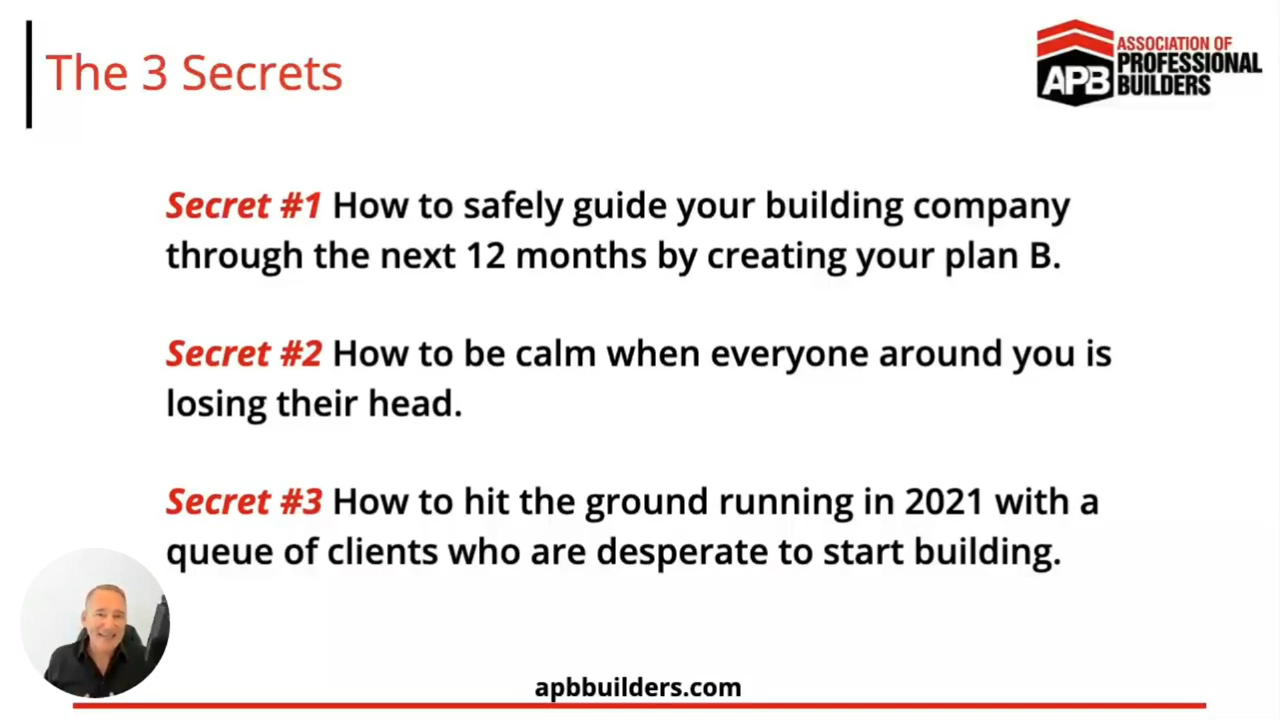 The 3 Secrets
ASSOCIATION OF
PROFESSIONAL
BUILDERS
APB
Secret #1 How to safely guide your building company
through the next 12 months by creating your plan B.
Secret #2 How to be calm when everyone around you is
losing their head.
Secret #3 How to hit the ground running in 2021 with a
queue of clients who are desperate to start building.
apbbuilders.com